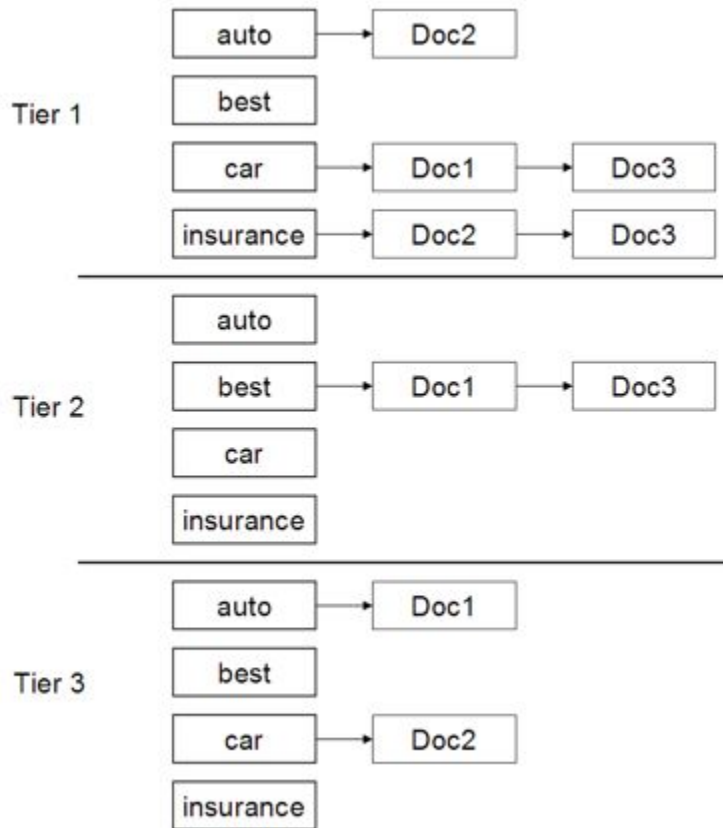 auto Doc2
Tier 1
best
car Doc1 Doc3
insurance Doc2 Doc3
auto
best Doc1 Doc3
Tier 2
car
insurance
auto Doc1
best
Tier 3
car Doc2
insurance